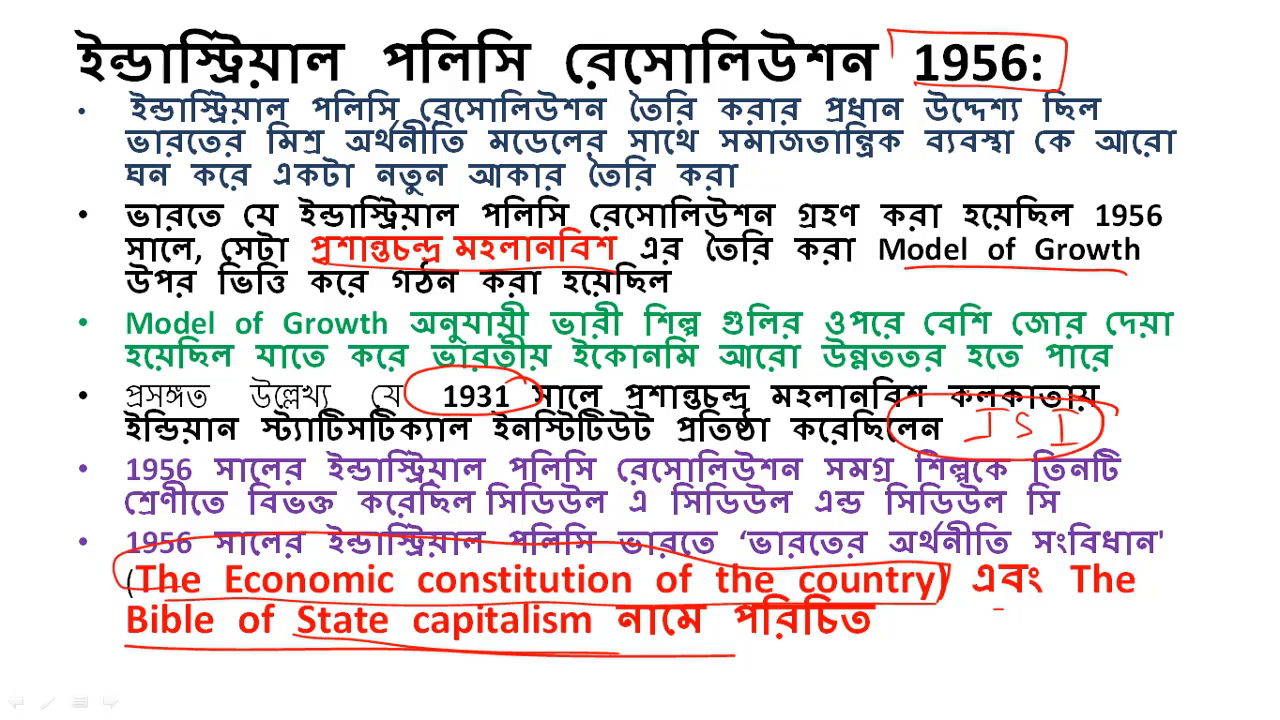 ইন্ডাস্ট্রিয়াল পলিসি রেসোলিউশন 1956:
• ইন্ডাস্ট্রিয়াল পলিসি রেসোলিউশন তৈরি করার প্রধান উদ্দেশ্য ছিল
ভারতের মিশ্র অর্থনীতি মডেলের সাথে সমাজতান্ত্রিক ব্যবস্থা কে আরো
ঘন করে একটা নতুন আকার তৈরি করা
• ভারতে যে ইন্ডাস্ট্রিয়াল পলিসি রেসোলিউশন গ্রহণ করা হয়েছিল 1956
সালে, সেটা প্রশান্তচন্দ্র মহলানবিশ এর তৈরি করা Model of Growth
উপর ভিত্তি করে গঠন করা হয়েছিল
• Model of Growth অনুযায়ী ভারী শিল্প গুলির ওপরে বেশি জোর দেয়া
হয়েছিল যাতে করে ভারতীয় ইকোনমি আরো উন্নততর হতে পারে
• প্রসঙ্গত উল্লেখ্য যে 1931 সালে প্রশান্তচন্দ্র মহলানবিশ কলকাতায়
ইন্ডিয়ান স্ট্যাটিসটিক্যাল ইনস্টিটিউট প্রতিষ্ঠা করেছিলেন ISI
• 1956 সালের ইন্ডাস্ট্রিয়াল পলিসি রেসোলিউশন সমগ্র শিল্পকে তিনটি
শ্রেণীতে বিভক্ত করেছিল সিডিউল এ সিডিউল এন্ড সিডিউল সি
• 1956 সালের ইন্ডাস্ট্রিয়াল পলিসি ভারতে ‘ভারতের অর্থনীতি সংবিধান'
(The Economic constitution of the country) এবং The
Bible of State capitalism নামে পরিচিত